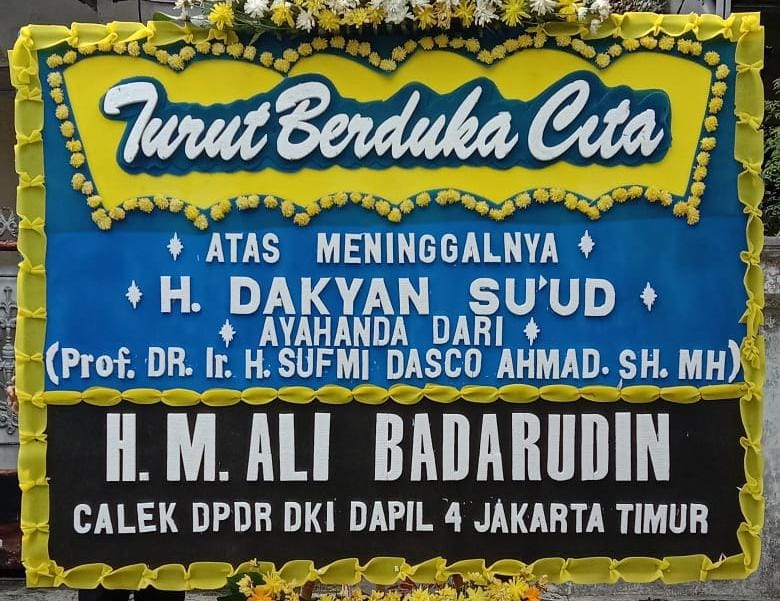 Turut Berduka Cita
ATAS MENINGGALNYA
H. DAKYAN SU'UD
AYAHANDA DARI
(Prof. DR. Ir. H. SUFMI DASCO AHMAD. SH. MH)
H. M. ALI BADARUDIN
CALEK DPDR DKI DAPIL 4 JAKARTA TIMUR